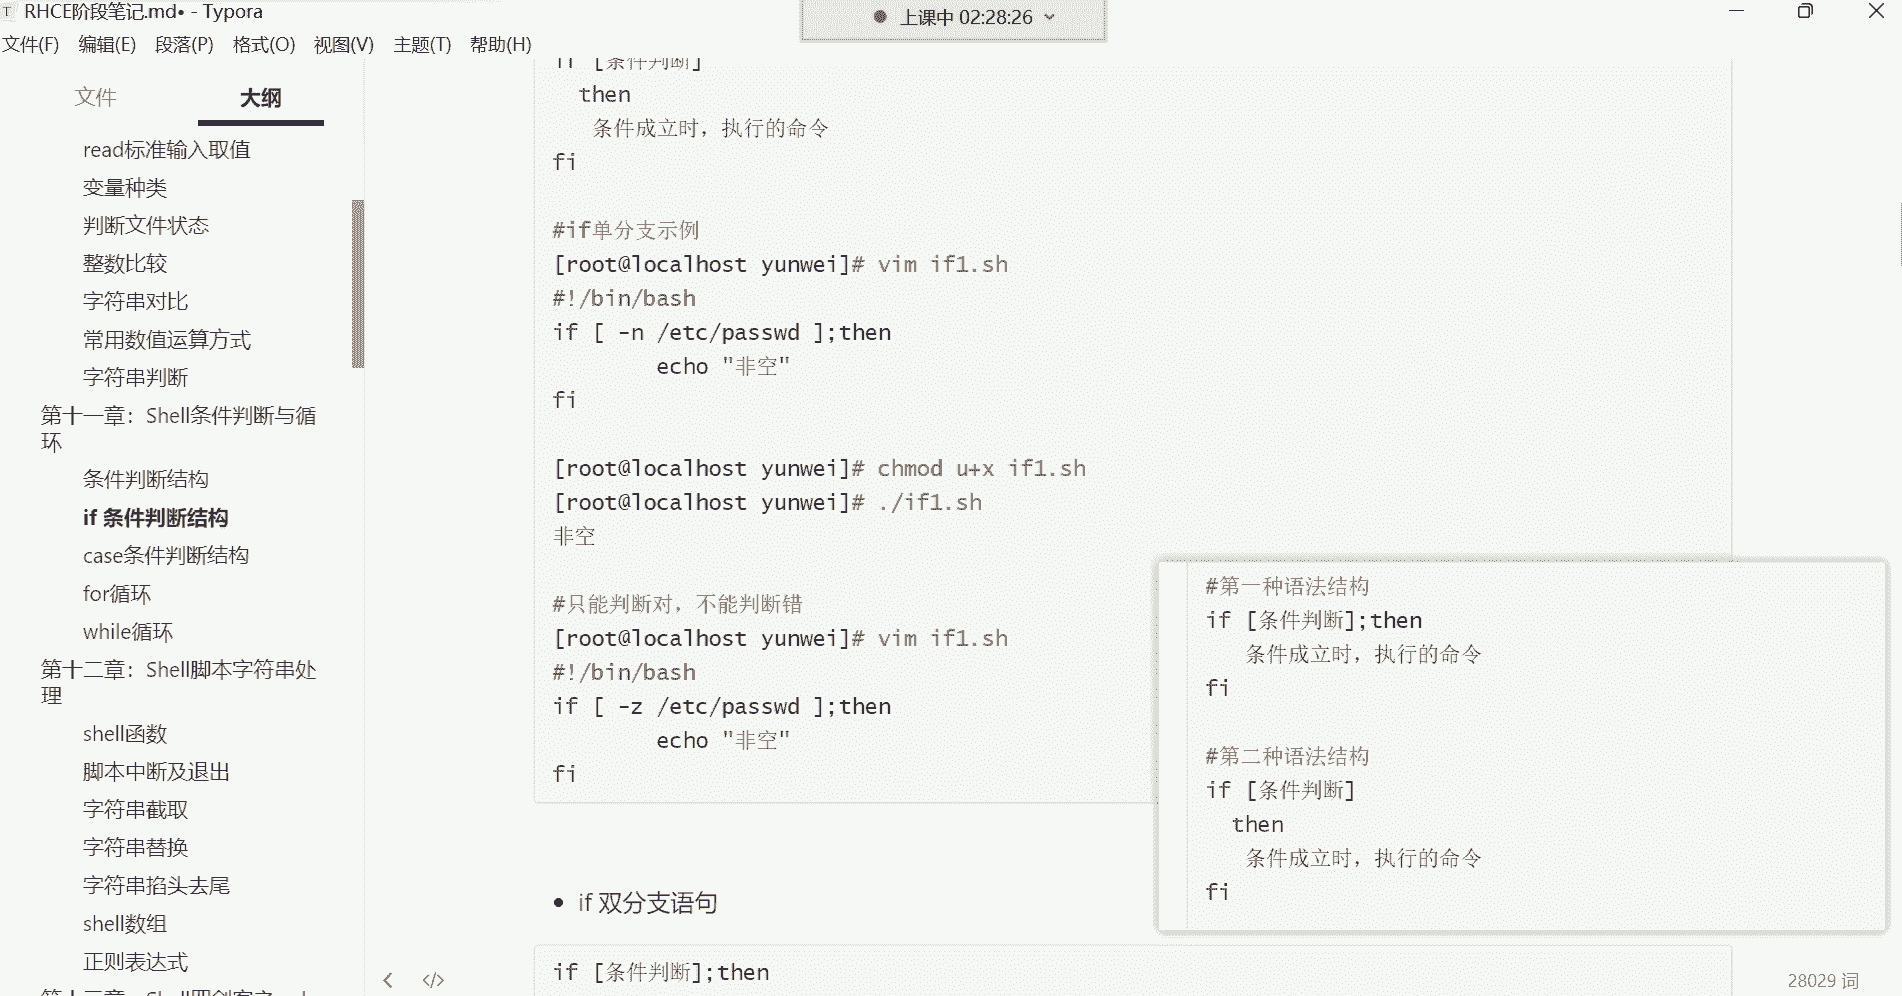 RHCE阶段笔记.md• - Typora
上课中 02:28:26
文件(F) 编辑(E) 段落(P) 格式(O) 视图(V) 主题(T) 帮助(H)
文件 大纲
read标准输入取值
变量种类
判断文件状态
整数比较
字符串对比
常用数值运算方式
字符串判断
第十一章：Shell条件判断与循
环
条件判断结构
if 条件判断结构
case条件判断结构
for循环
while循环
第十二章：Shell脚本字符串处
理
shell函数
脚本中断及退出
字符串截取
字符串替换
字符串掐头去尾
shell数组
正则表达式
if [条件判断]
then
条件成立时，执行的命令
fi
#if单分支示例
[root@localhost yunwei]# vim if1.sh
#!/bin/bash
if [ -n /etc/passwd ];then
echo "非空"
fi
[root@localhost yunwei]# chmod u+x if1.sh
[root@localhost yunwei]# ./if1.sh
非空
#只能判断对，不能判断错
[root@localhost yunwei]# vim if1.sh
#!/bin/bash
if [ -z /etc/passwd ];then
echo "非空"
fi
if 双分支语句
if [条件判断];then
#第一种语法结构
if [条件判断];then
条件成立时，执行的命令
fi
#第二种语法结构
if [条件判断]
then
条件成立时，执行的命令
fi
28029 词